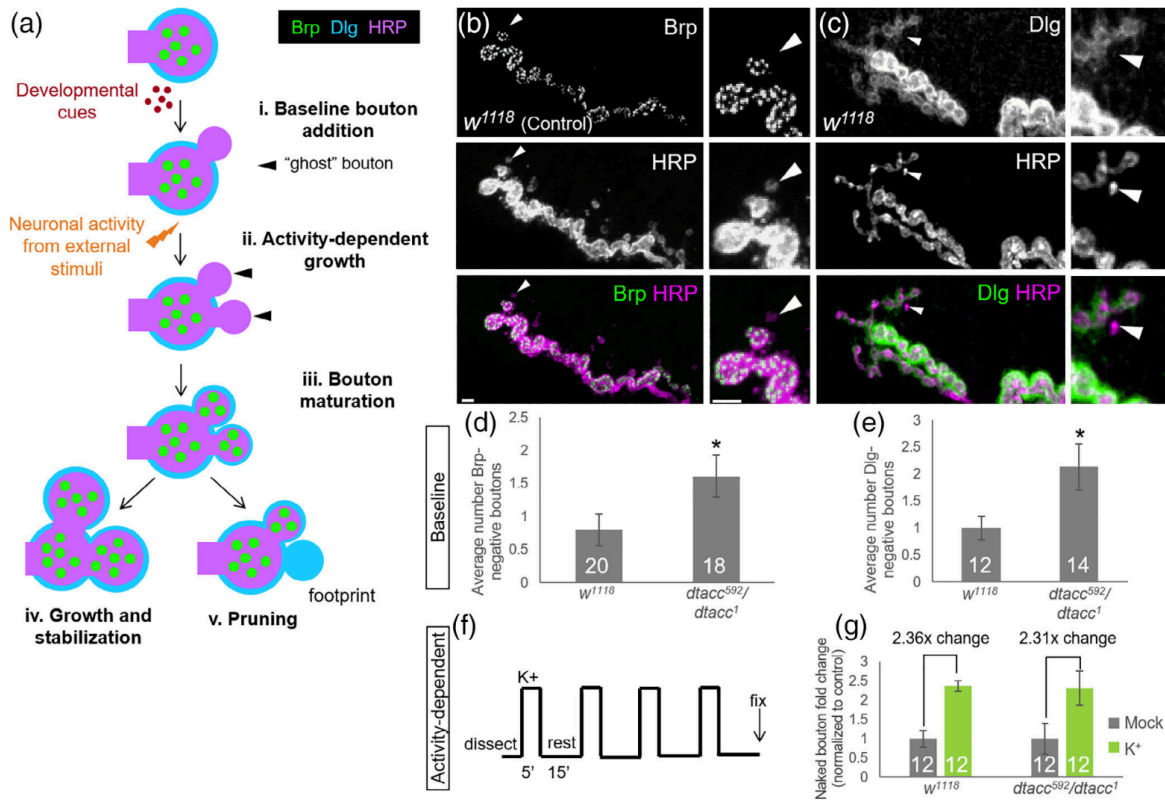 (a)
Brp Dlg HRP
Developmental
cues
i. Baseline bouton
addition
"ghost" bouton
Neuronal activity
from external
stimuli
ii. Activity-dependent
growth
iii. Bouton
maturation
footprint
iv. Growth and
stabilization
v. Pruning
(b)
Brp
w1118 (Control)
HRP
Brp HRP
(c)
Dlg
w1118
HRP
Dlg HRP
Baseline
(d)
Average number Brp-
negative boutons
2.5
2
1.5
1
0.5
0
*
20
18
w1118
dtacc592/
dtacc1
(e)
Average number Dlg-
negative boutons
3
2.5
2
1.5
1
0.5
0
*
12
14
w1118
dtacc592/
dtacc1
Activity-dependent
(f)
K+
dissect
rest
fix
5'
15'
(g)
2.36x change
2.31x change
Naked bouton fold change
(normalized to control)
3
2.5
2
1.5
1
0.5
0
12
12
12
12
Mock
K+
w1118
dtacc592/dtacc1